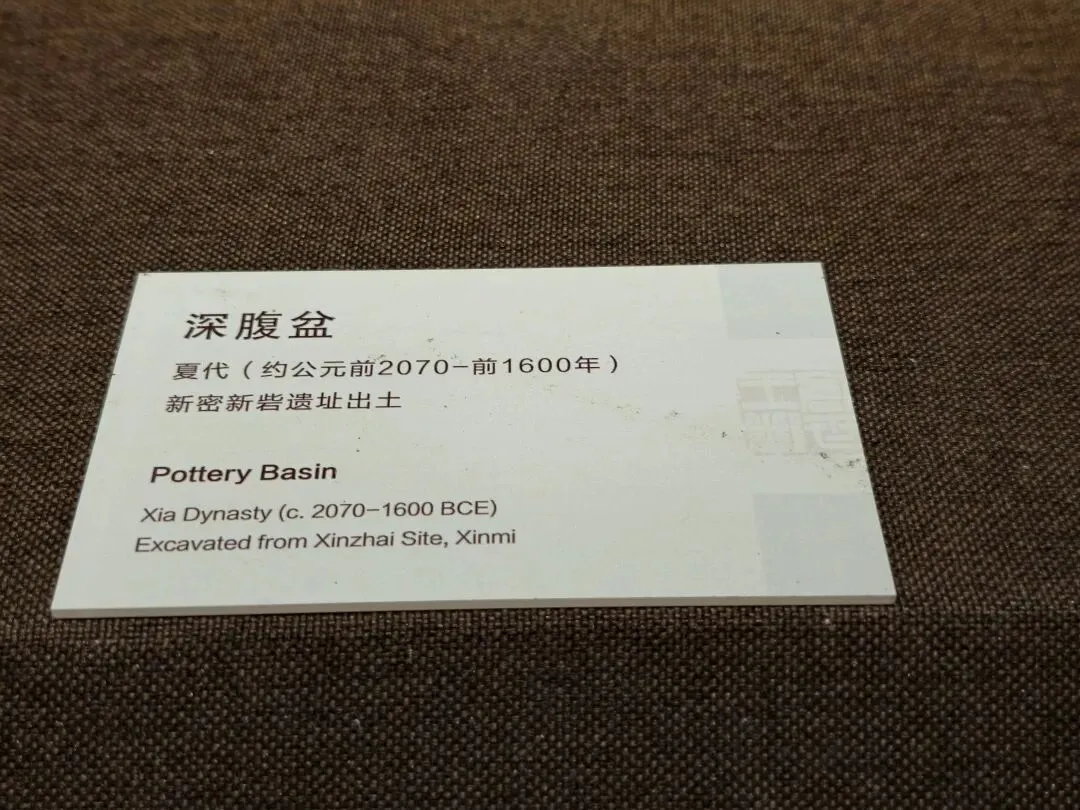 深腹盆
夏代（约公元前2070-前1600年）
新密新砦遗址出土
Pottery Basin
Xia Dynasty (c. 2070-1600 BCE)
Excavated from Xinzhai Site, Xinmi